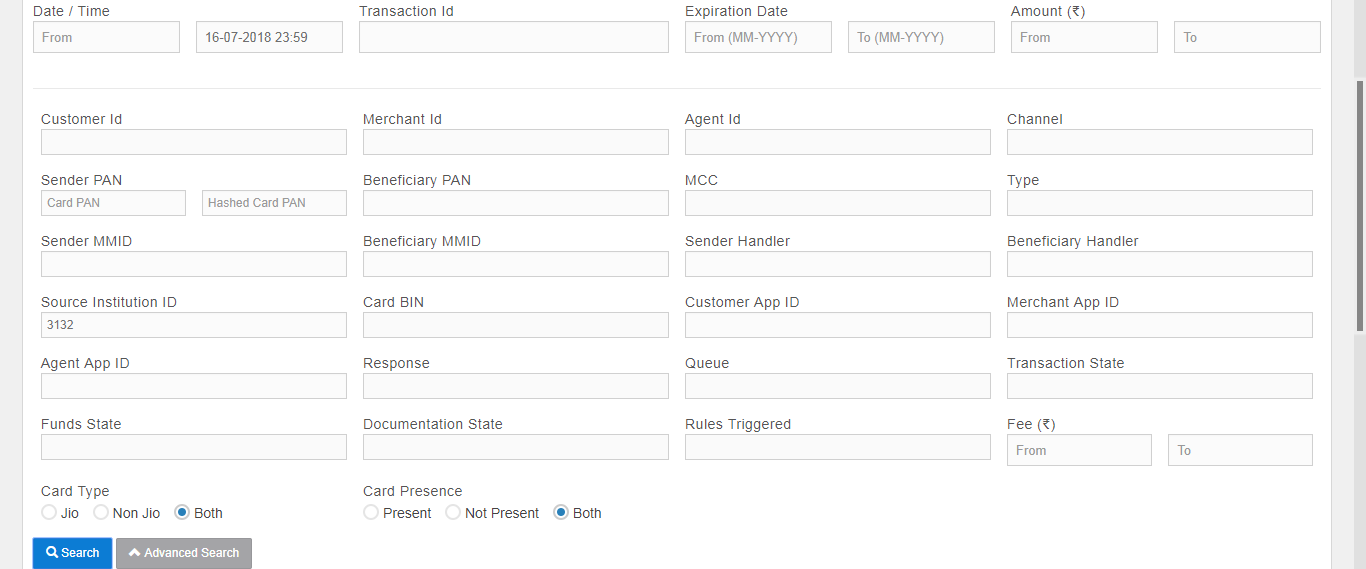 Date / Time Transaction Id Expiration Date Amount (₹)
From 16-07-2018 23:59 From (MM-YYYY) To (MM-YYYY) From To
Customer Id Merchant Id Agent Id Channel
Sender PAN Beneficiary PAN MCC Type
Card PAN Hashed Card PAN
Sender MMID Beneficiary MMID Sender Handler Beneficiary Handler
Source Institution ID Card BIN Customer App ID Merchant App ID
3132
Agent App ID Response Queue Transaction State
Funds State Documentation State Rules Triggered Fee (₹)
From To
Card Type Card Presence
Jio Non Jio Both Present Not Present Both
Search Advanced Search